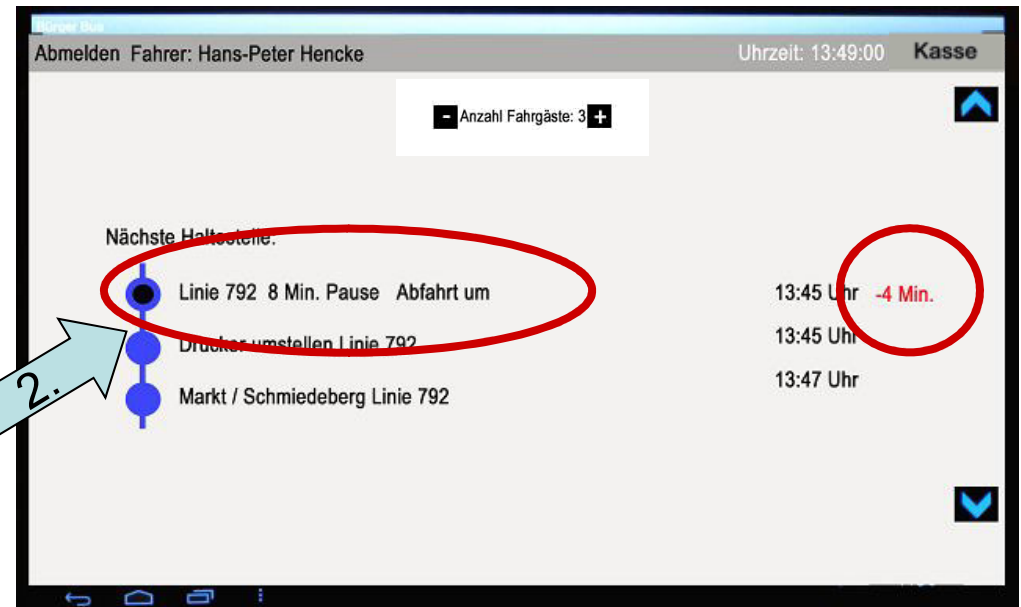 Bürger Bus
Abmelden Fahrer: Hans-Peter Hencke Uhrzeit: 13:49:00 Kasse
- Anzahl Fahrgäste: 3 +
Nächste Haltestelle:
Linie 792 8 Min. Pause Abfahrt um 13:45 Uhr -4 Min.
Drucker umstellen Linie 792 13:45 Uhr
Markt / Schmiedeberg Linie 792 13:47 Uhr
2.